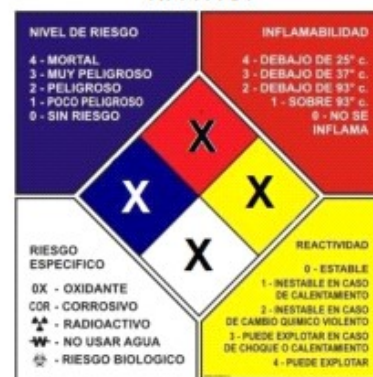 NIVEL DE RIESGO
4 - MORTAL
3 - MUY PELIGROSO
2 - PELIGROSO
1 - POCO PELIGROSO
0 - SIN RIESGO
INFLAMABILIDAD
4 - DEBAJO DE 25° c.
3 - DEBAJO DE 37° c.
2 - DEBAJO DE 93° c.
1 - SOBRE 93° c.
0 - NO SE
INFLAMA
X
X
X
X
RIESGO
ESPECIFICO
OX - OXIDANTE
COR - CORROSIVO
- RADIOACTIVO
W - NO USAR AGUA
- RIESGO BIOLOGICO
REACTIVIDAD
0 - ESTABLE
1 - INESTABLE EN CASO
DE CALENTAMIENTO
2 - INESTABLE EN CASO
DE CAMBIO QUIMICO VIOLENTO
3 - PUEDE EXPLOTAR EN CASO
DE CHOQUE O CALENTAMIENTO
4 - PUEDE EXPLOTAR